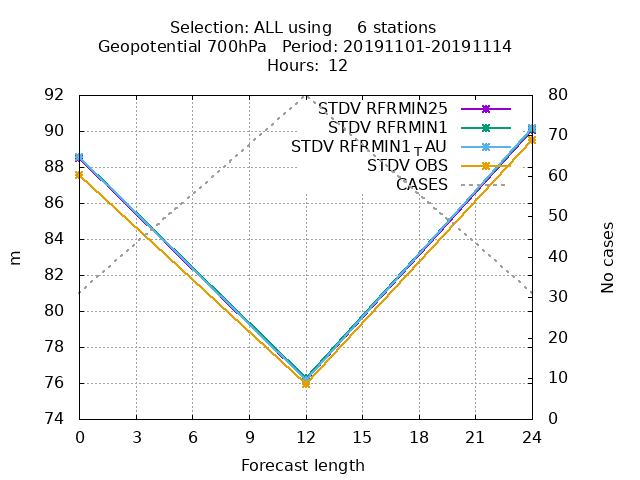 Selection: ALL using     6 stations
Geopotential 700hPa   Period: 20191101-20191114
Hours:  12
92
90
88
86
84
82
80
78
76
74
80
70
60
50
40
30
20
10
0
STDV RFRMIN25
STDV RFRMIN1
STDV RFRMIN1_TAU
STDV OBS
CASES
m
No cases
0 3 6 9 12 15 18 21 24
Forecast length